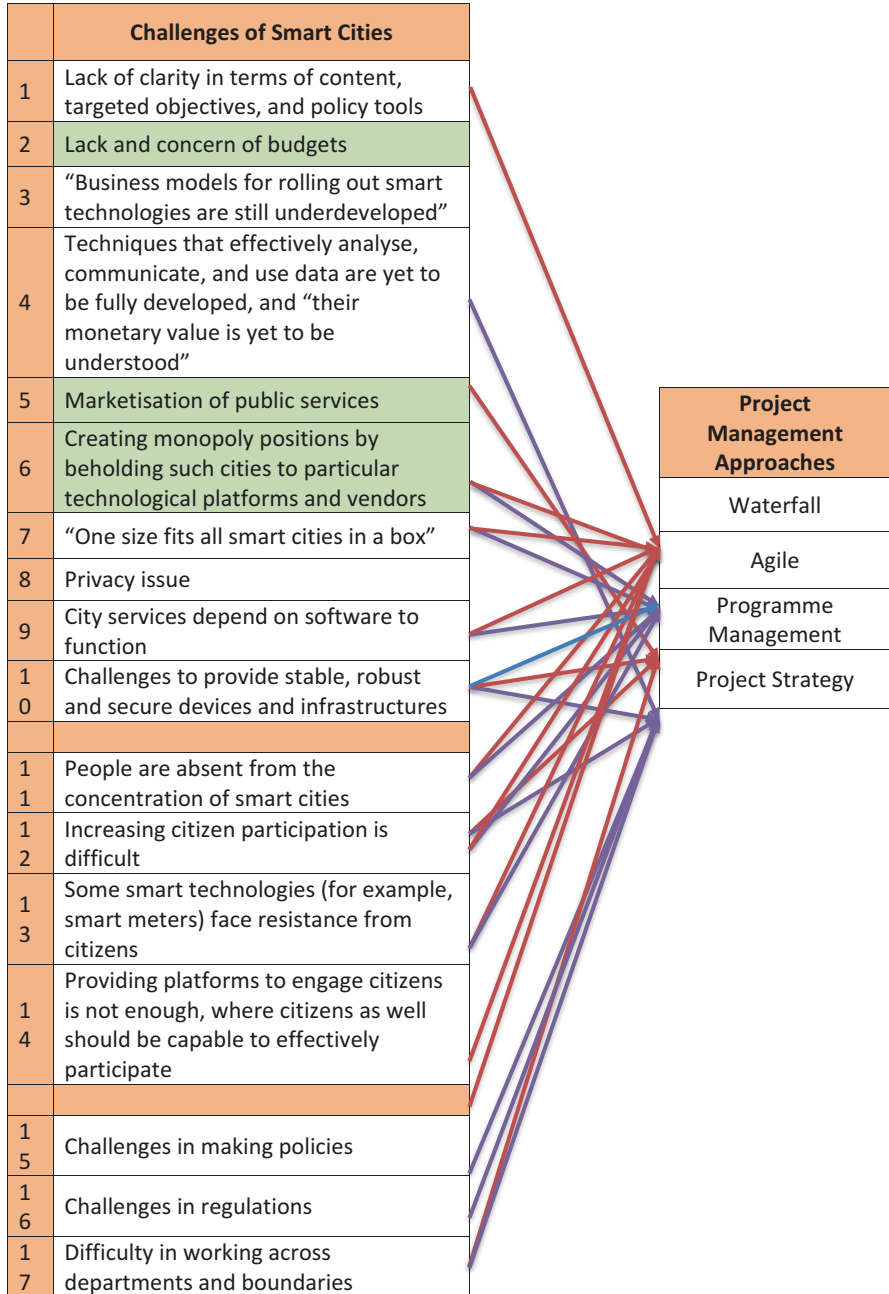 Challenges of Smart Cities
1
Lack of clarity in terms of content,
targeted objectives, and policy tools
2
Lack and concern of budgets
3
“Business models for rolling out smart
technologies are still underdeveloped”
4
Techniques that effectively analyse,
communicate, and use data are yet to
be fully developed, and “their
monetary value is yet to be
understood”
5
Marketisation of public services
6
Creating monopoly positions by
beholding such cities to particular
technological platforms and vendors
7
“One size fits all smart cities in a box”
8
Privacy issue
9
City services depend on software to
function
1
0
Challenges to provide stable, robust
and secure devices and infrastructures
1
1
People are absent from the
concentration of smart cities
1
2
Increasing citizen participation is
difficult
1
3
Some smart technologies (for example,
smart meters) face resistance from
citizens
1
4
Providing platforms to engage citizens
is not enough, where citizens as well
should be capable to effectively
participate
1
5
Challenges in making policies
1
6
Challenges in regulations
1
7
Difficulty in working across
departments and boundaries
Project
Management
Approaches
Waterfall
Agile
Programme
Management
Project Strategy